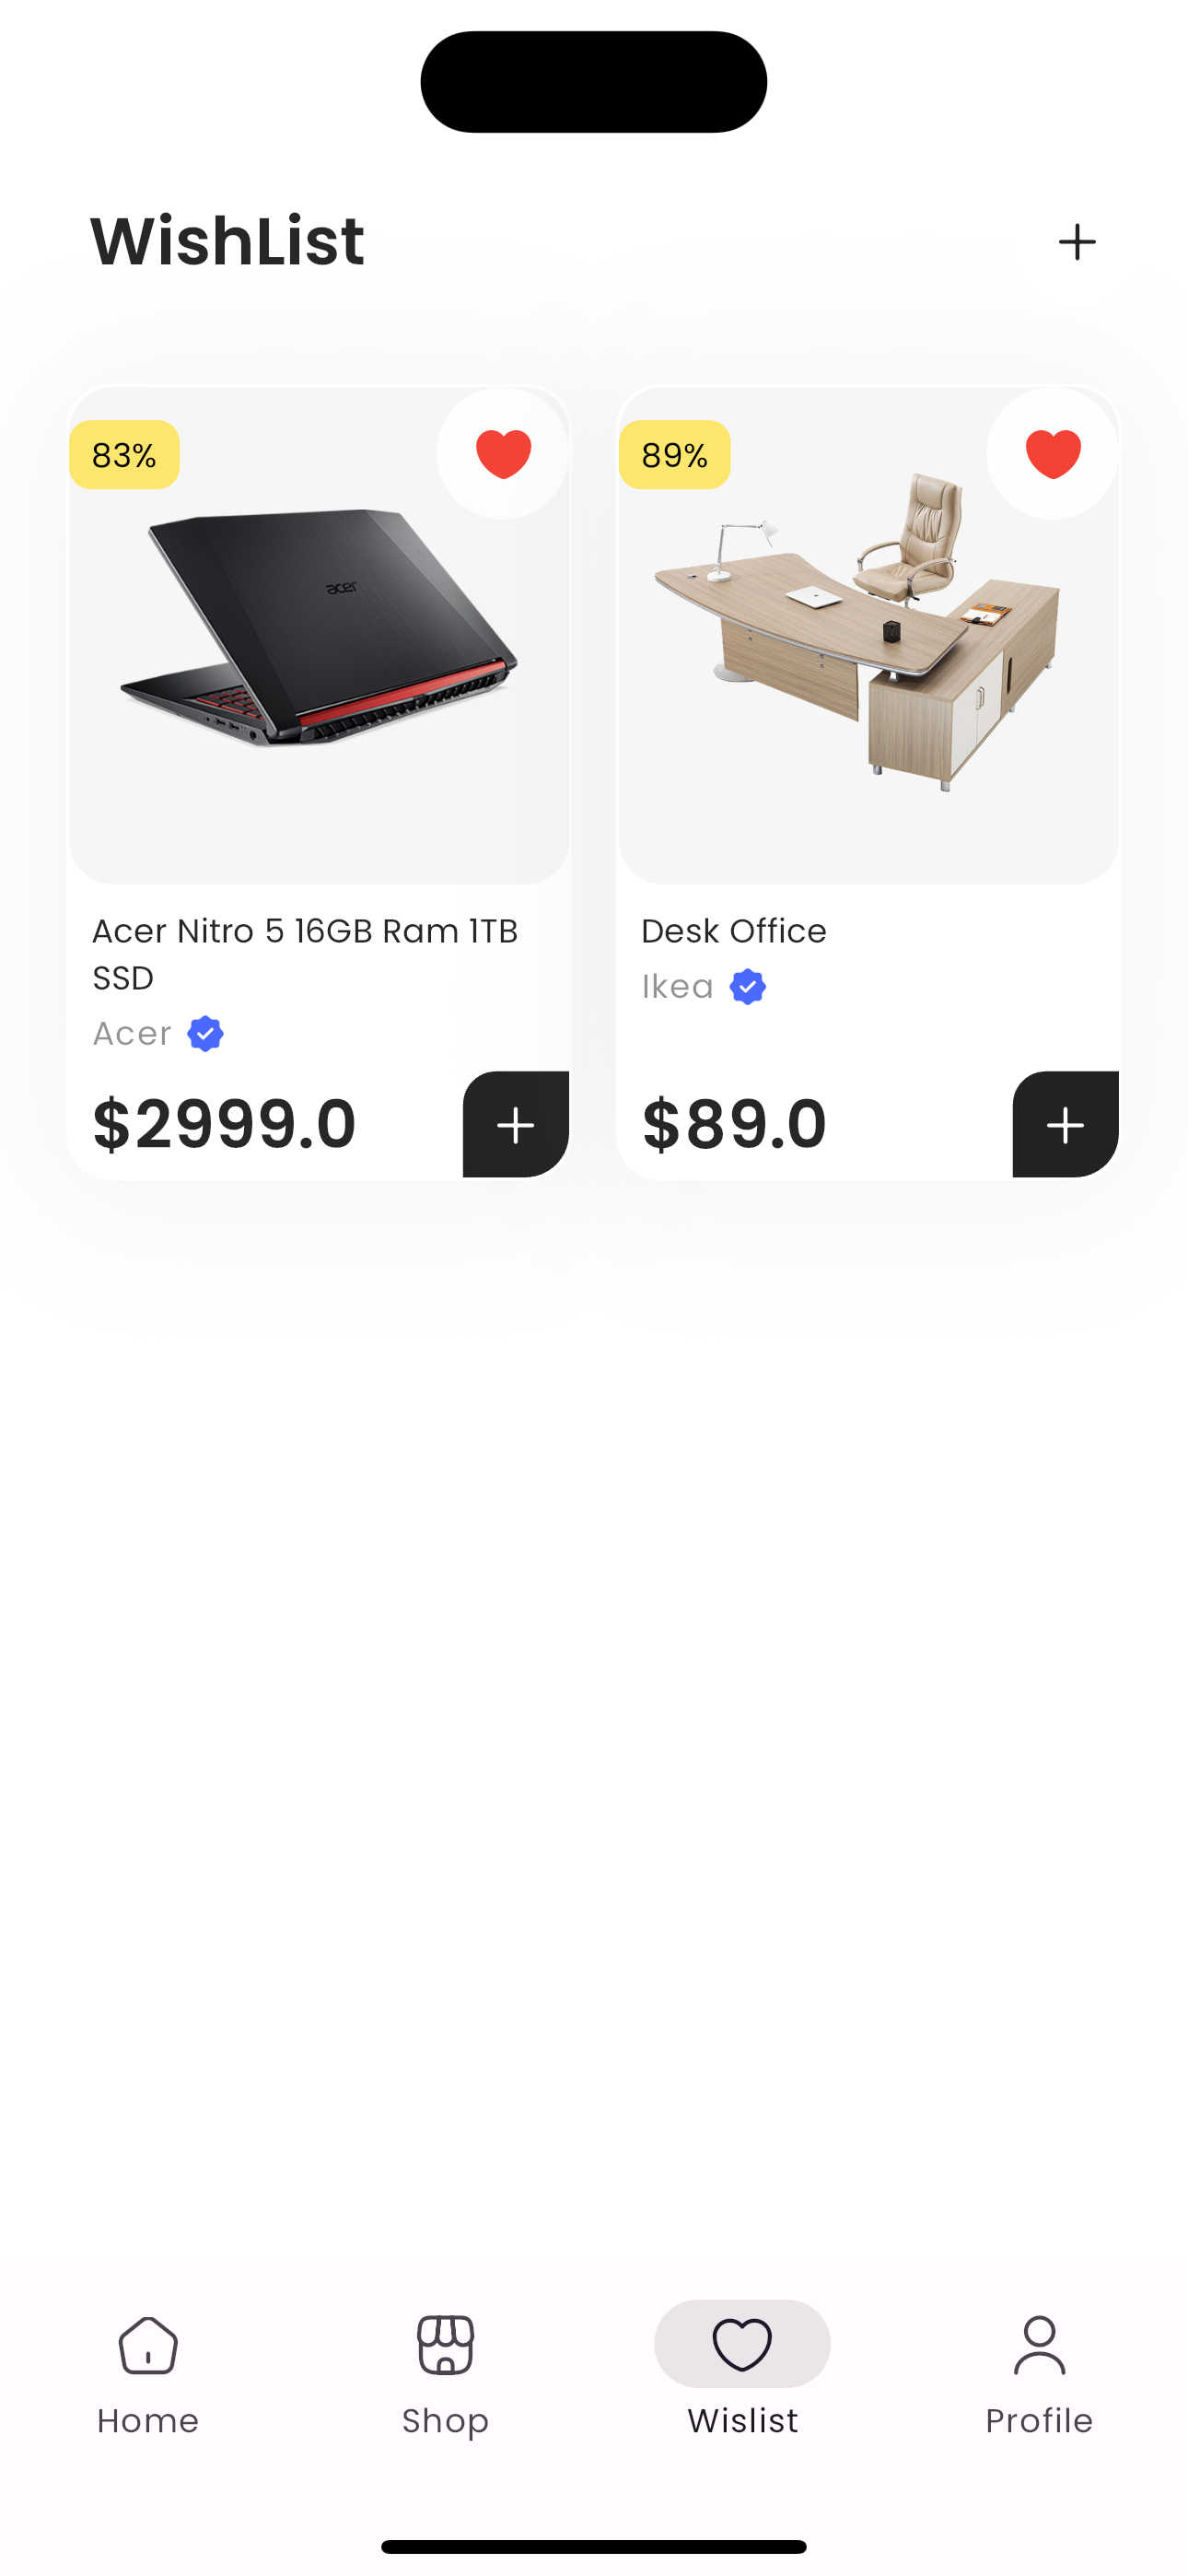 WishList
83%
acer
89%
Acer Nitro 5 16GB Ram 1TB
SSD
Acer
$2999.0
Desk Office
Ikea
$89.0
Home
Shop
Wislist
Profile